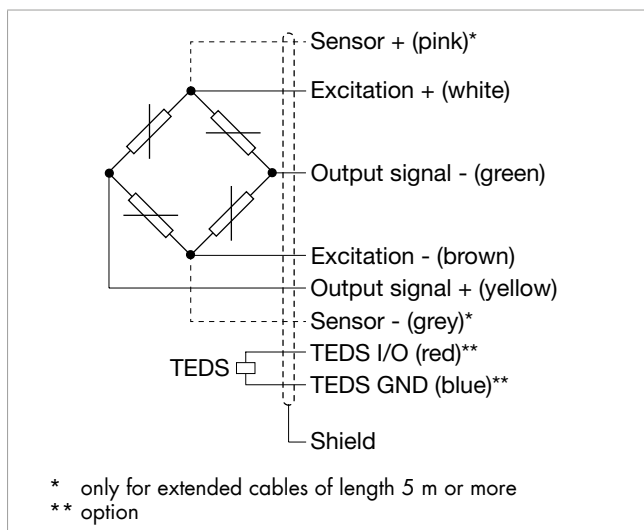 Sensor + (pink)*
Excitation + (white)
Output signal - (green)
Excitation - (brown)
Output signal + (yellow)
Sensor - (grey)*
TEDS I/O (red)**
TEDS
TEDS GND (blue)**
Shield
* only for extended cables of length 5 m or more
** option